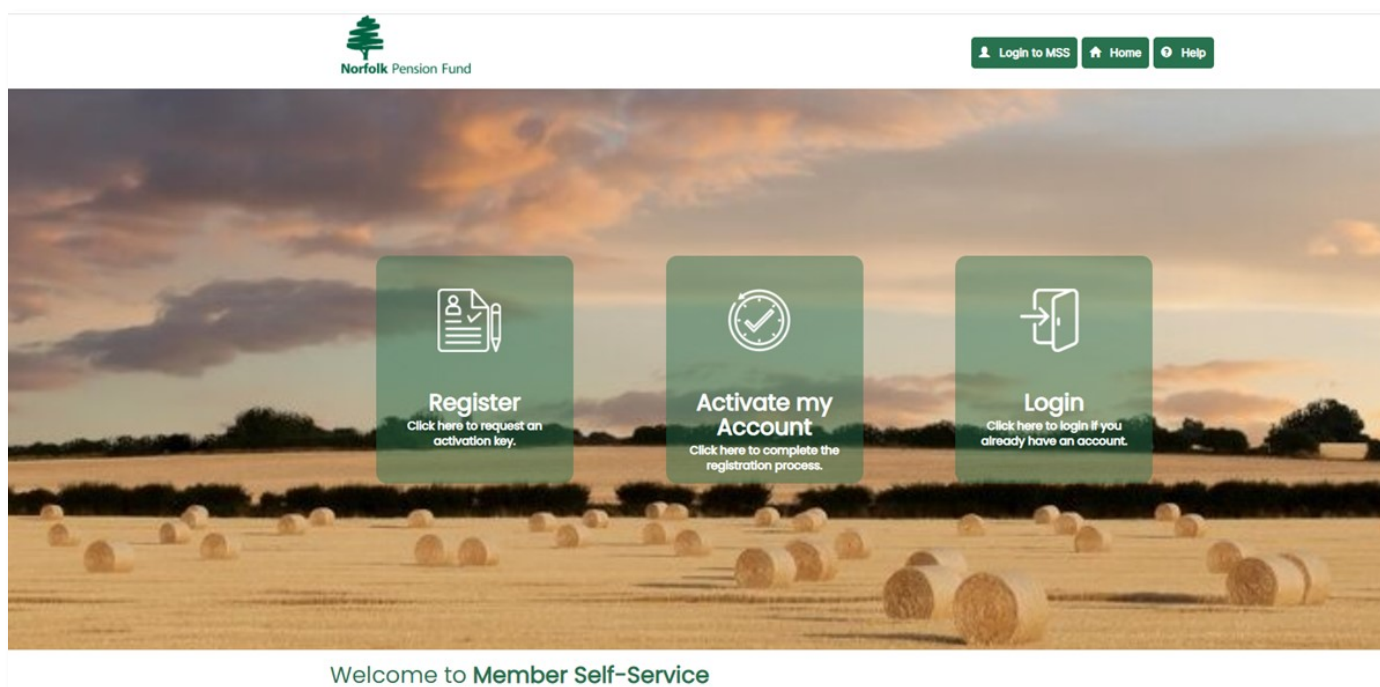 Norfolk Pension Fund
Login to MSS
Home
Help
Register
Click here to request an
activation key.
Activate my
Account
Click here to complete the
registration process.
Login
Click here to login if you
already have an account.
Welcome to Member Self-Service